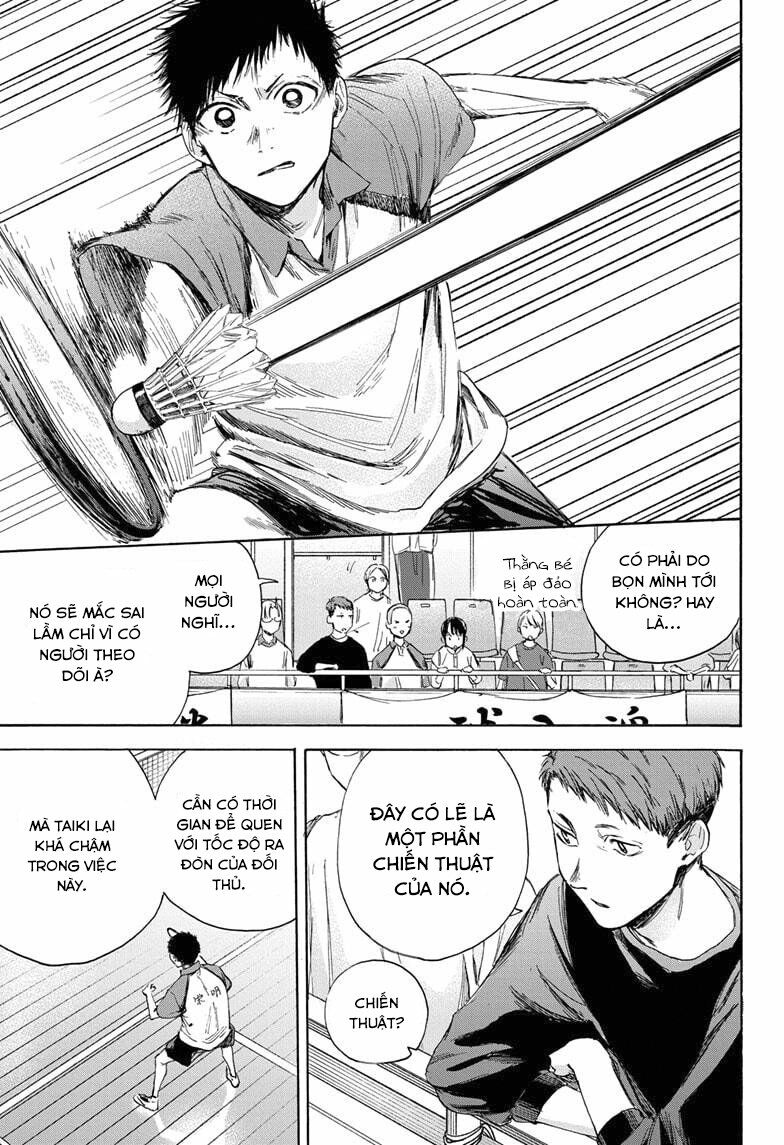 CÓ PHẢI DO
BỌN MÌNH TỚI
KHÔNG? HAY
LÀ...
Thằng bé
bị áp đảo
hoàn toàn.
MỌI
NGƯỜI
NGHĨ...
NÓ SẼ MẮC SAI
LẦM CHỈ VÌ CÓ
NGƯỜI THEO
DÕI À?
ĐÂY CÓ LẼ LÀ
MỘT PHẦN
CHIẾN THUẬT
CỦA NÓ.
CHIẾN
THUẬT?
CẦN CÓ THỜI
GIAN ĐỂ QUEN
VỚI TỐC ĐỘ RA
ĐÒN CỦA ĐỐI
THỦ.
MÀ TAIKI LẠI
KHÁ CHẬM
TRONG VIỆC
NÀY.
栄明